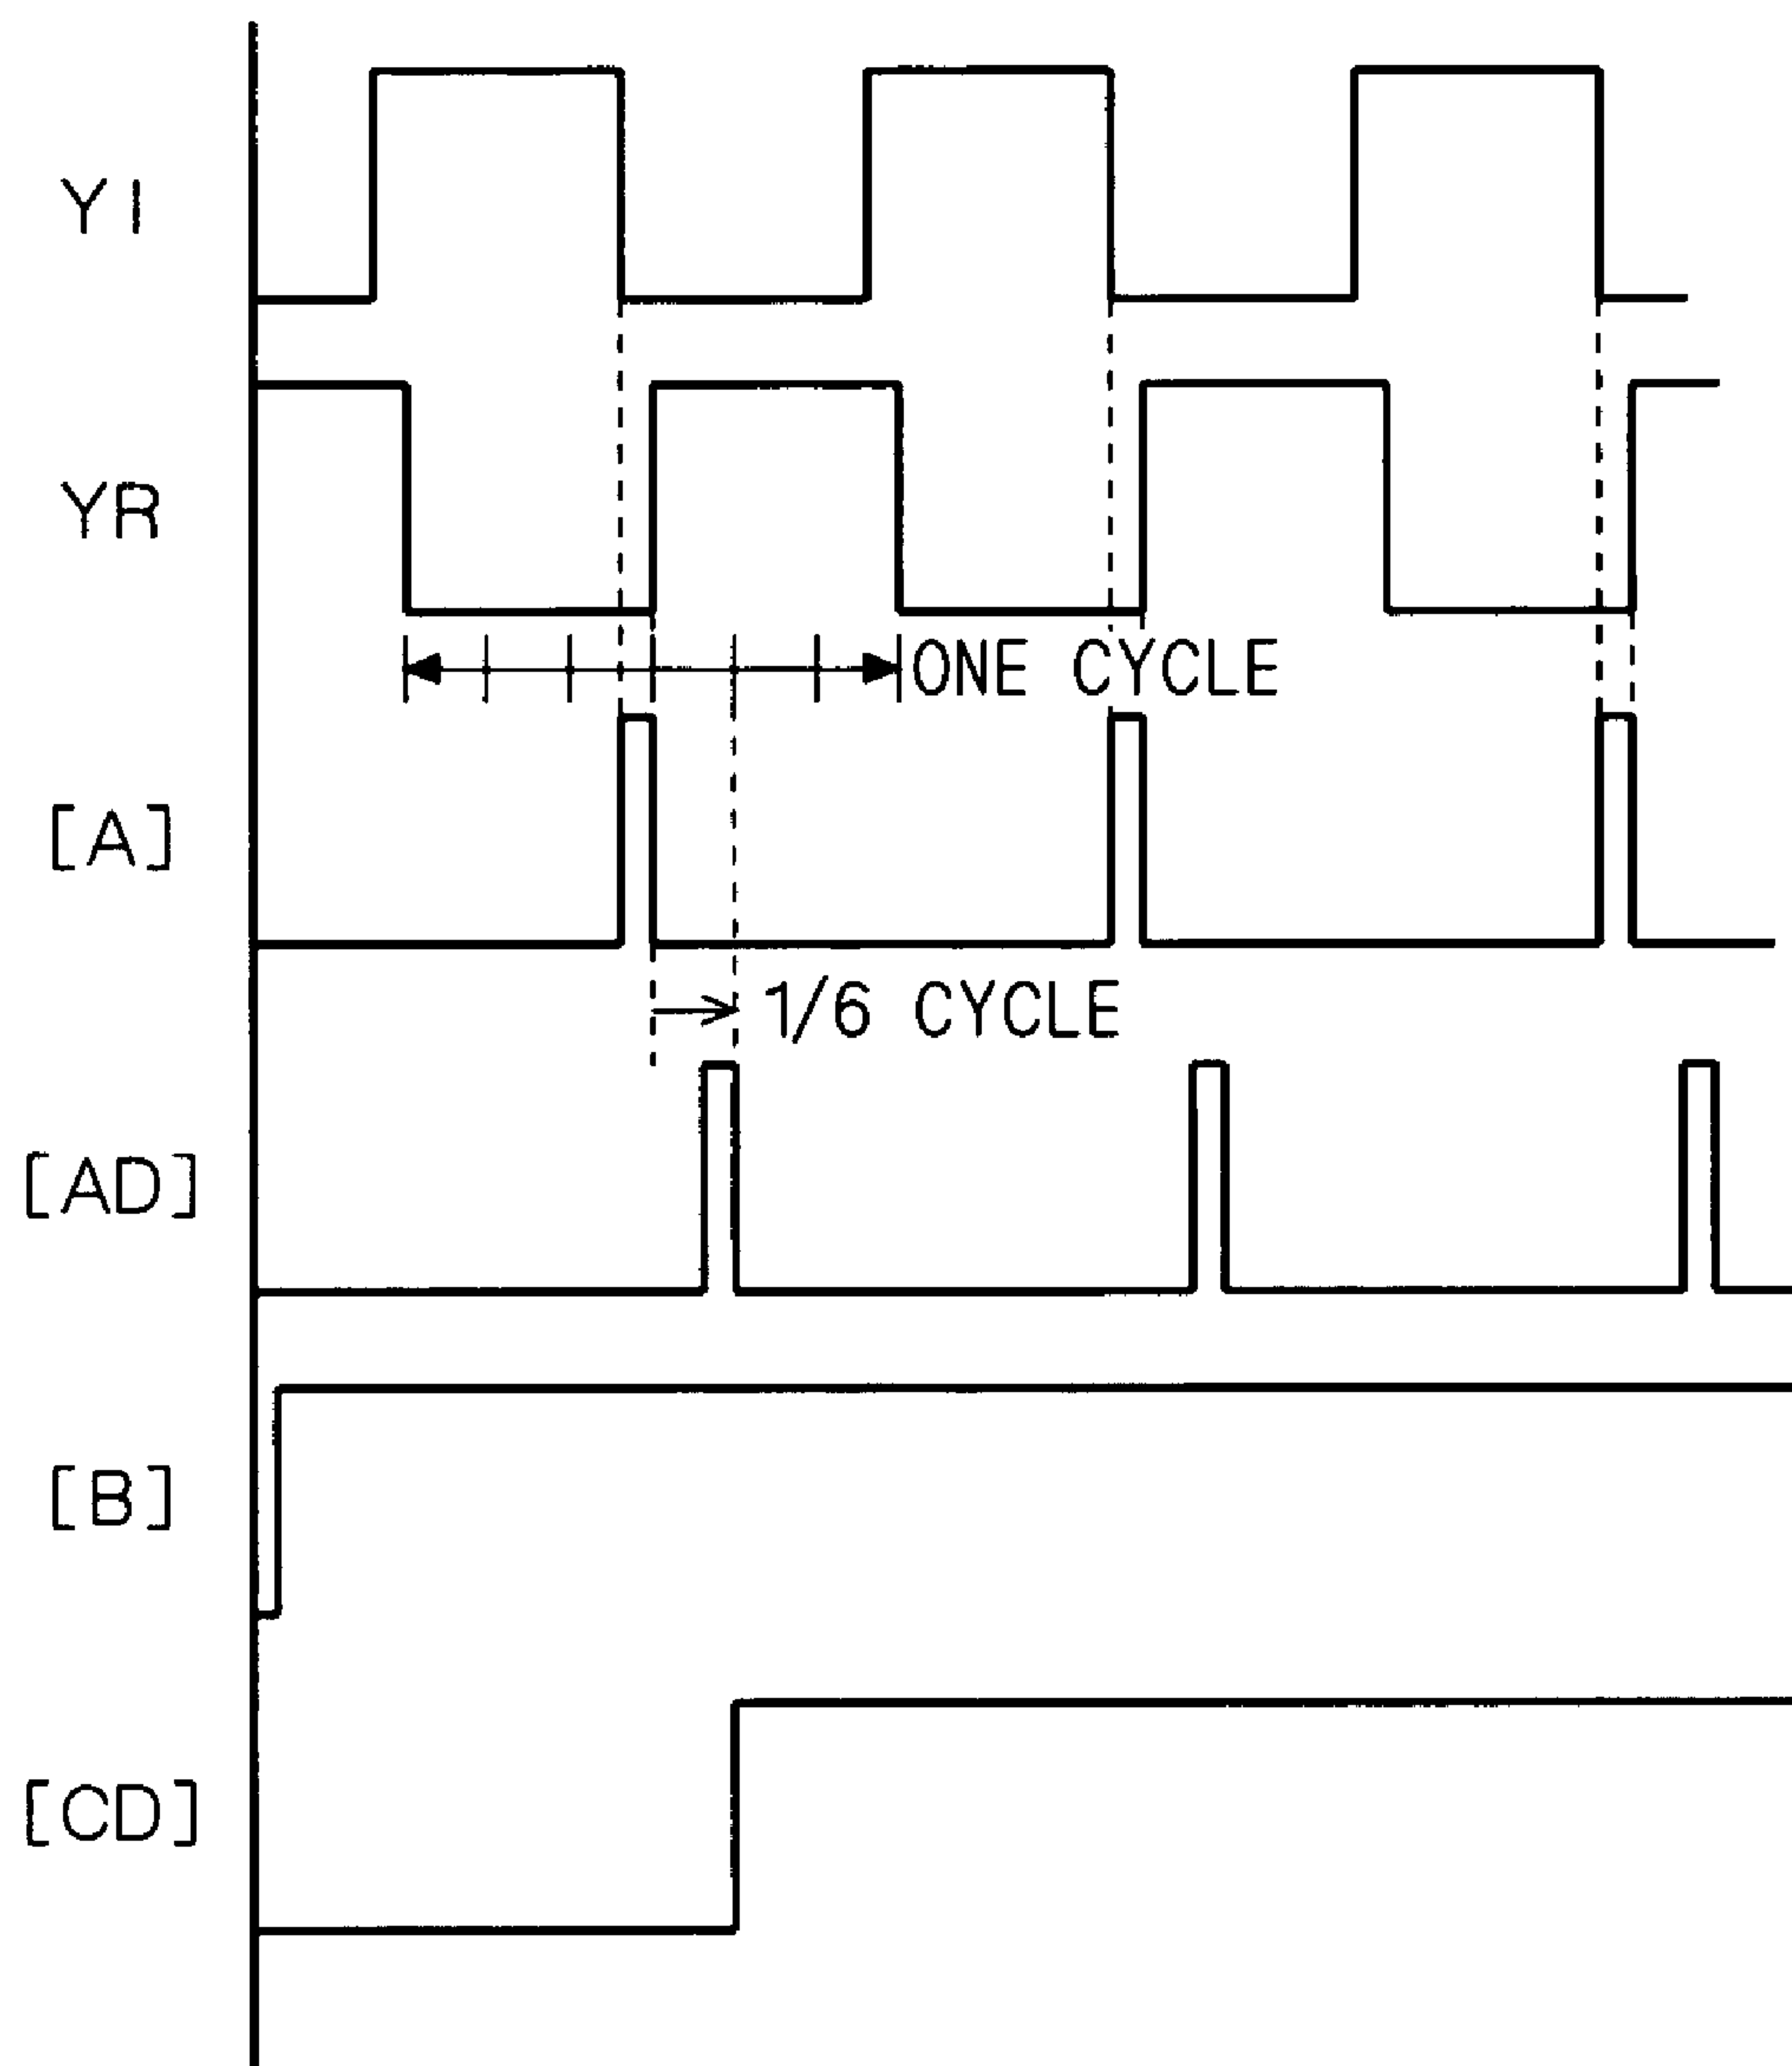 YI
YR
ONE CYCLE
[A]
1/6 CYCLE
[AD]
[B]
[CD]